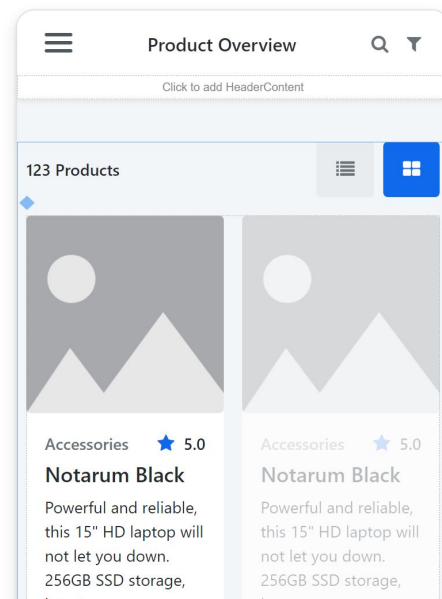 Product Overview
Click to add HeaderContent
123 Products
Accessories 5.0
Notarum Black
Powerful and reliable,
this 15" HD laptop will
not let you down.
256GB SSD storage,
Accessories 5.0
Notarum Black
Powerful and reliable,
this 15" HD laptop will
not let you down.
256GB SSD storage,